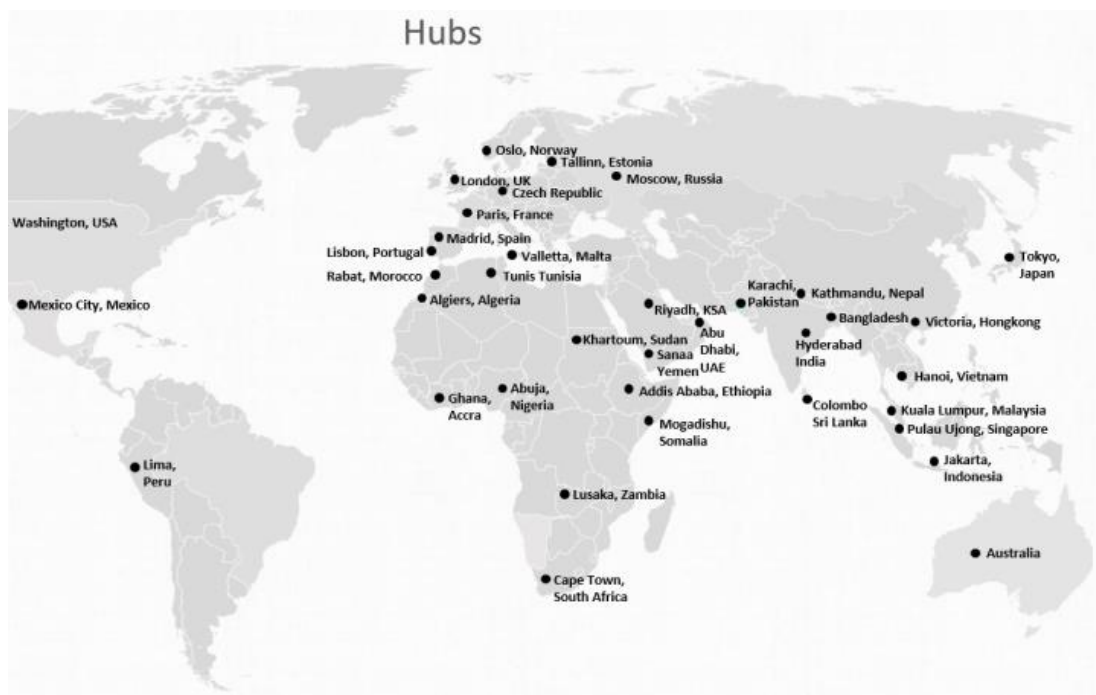 Hubs
Oslo, Norway
Tallinn, Estonia
London, UK
Moscow, Russia
Czech Republic
Paris, France
Washington, USA
Madrid, Spain
Lisbon, Portugal
Valletta, Malta
Tokyo,
Japan
Rabat, Morocco
Tunis Tunisia
Karachi,
Pakistan
Kathmandu, Nepal
Mexico City, Mexico
Algiers, Algeria
Riyadh, KSA
Bangladesh
Victoria, Hongkong
Abu
Dhabi,
UAE
Khartoum, Sudan
Hyderabad
India
Sanaa
Yemen
Hanoi, Vietnam
Addis Ababa, Ethiopia
Abuja,
Nigeria
Ghana,
Accra
Colombo
Sri Lanka
Kuala Lumpur, Malaysia
Mogadishu,
Somalia
Pulau Ujong, Singapore
Lima,
Peru
Jakarta,
Indonesia
Lusaka, Zambia
Australia
Cape Town,
South Africa